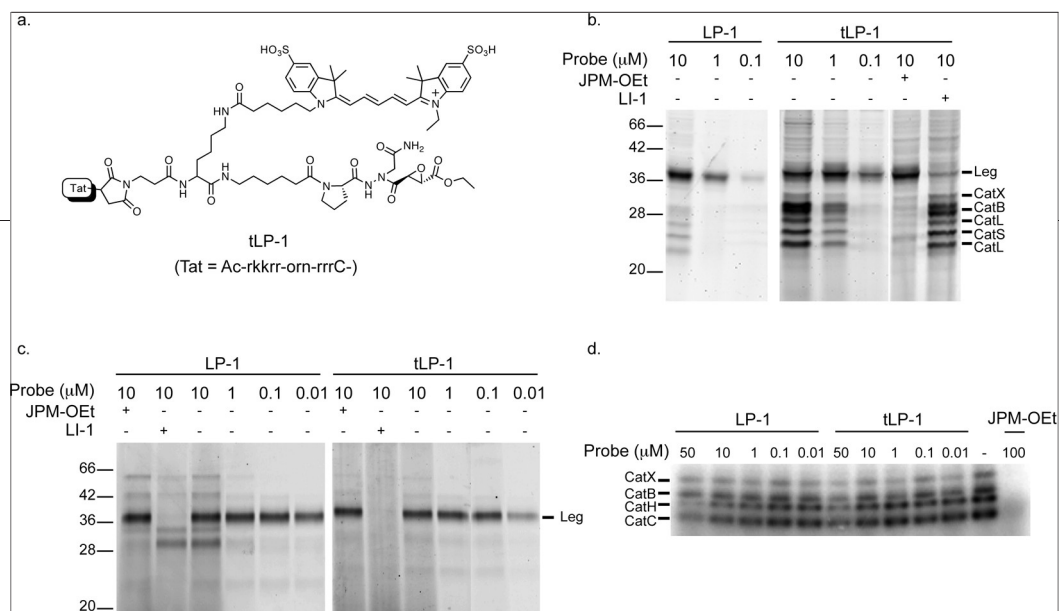 a.
HO₃S
SO₃H
N
N
+
O
NH
O
O
NH₂
Tat
N
O
O
N
H
O
H
N
O
O
N
O
N
H
N
O
O
O
O
tLP-1
(Tat = Ac-rkkrr-orn-rrrC-)
b.
LP-1 tLP-1
Probe (μM) 10 1 0.1 10 1 0.1 10 10
JPM-OEt - - - - - - + -
LI-1 - - - - - - - +
66
42
36
28
20
Leg
CatX
CatB
CatL
CatS
CatL
c.
LP-1 tLP-1
Probe (μM) 10 10 10 1 0.1 0.01 10 10 10 1 0.1 0.01
JPM-OEt + - - - - - + - - - - -
LI-1 - + - - - - - + - - - -
66
42
36
28
20
Leg
d.
LP-1 tLP-1 JPM-OEt
Probe (μM) 50 10 1 0.1 0.01 50 10 1 0.1 0.01 - 100
CatX
CatB
CatH
CatC